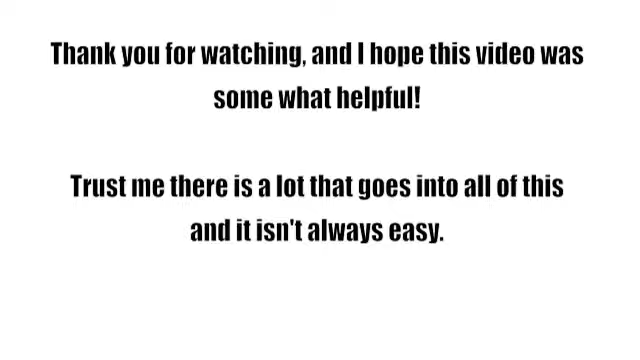 Thank you for watching, and I hope this video was
some what helpful!
Trust me there is a lot that goes into all of this
and it isn't always easy.